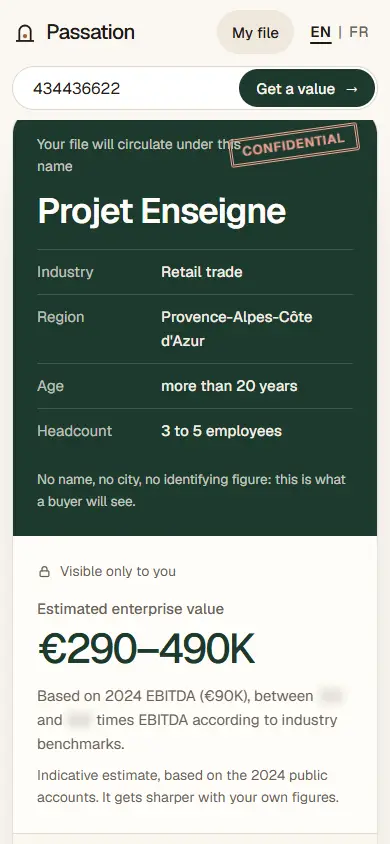 Passation
My file
EN | FR
434436622
Get a value →
Your file will circulate under this
name
CONFIDENTIAL
Projet Enseigne
Industry Retail trade
Region Provence-Alpes-Côte
d'Azur
Age more than 20 years
Headcount 3 to 5 employees
No name, no city, no identifying figure: this is what
a buyer will see.
Visible only to you
Estimated enterprise value
€290–490K
Based on 2024 EBITDA (€90K), between
and times EBITDA according to industry
benchmarks.
Indicative estimate, based on the 2024 public
accounts. It gets sharper with your own figures.